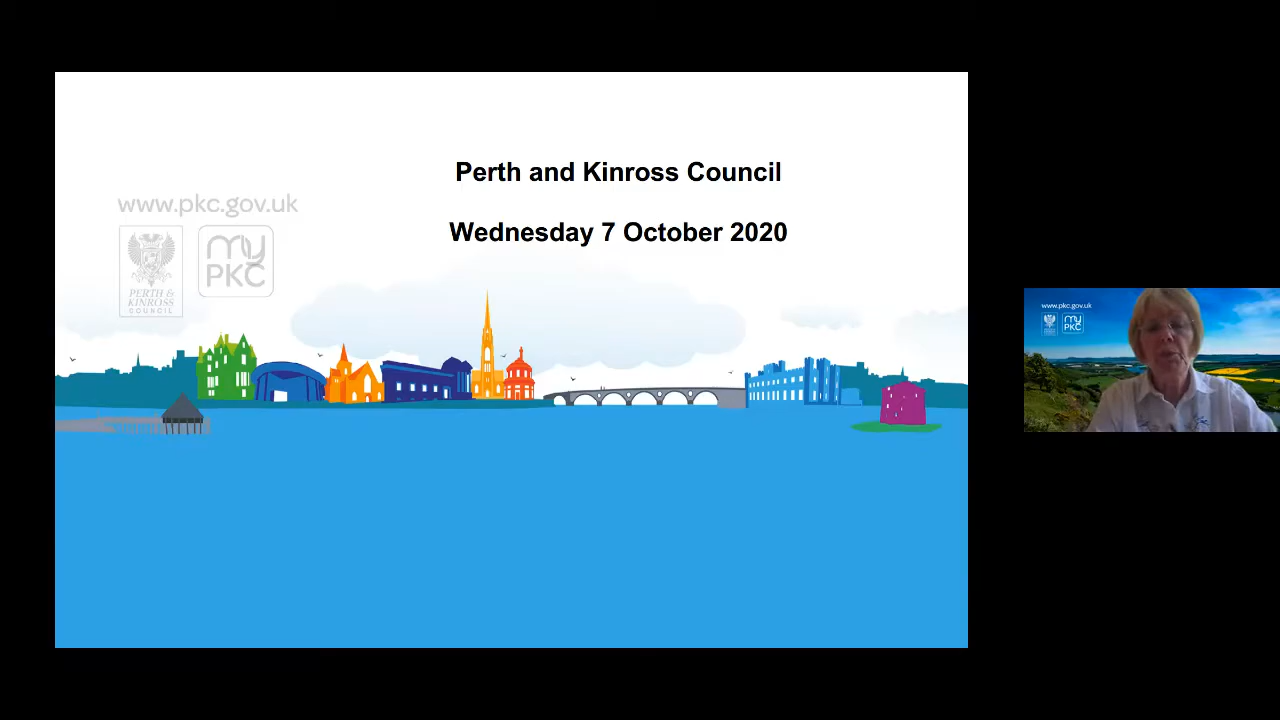 Perth and Kinross Council
Wednesday 7 October 2020
www.pkc.gov.uk
PERTH &
KINROSS
COUNCIL
my
PKC
www.pkc.gov.uk
my
PKC